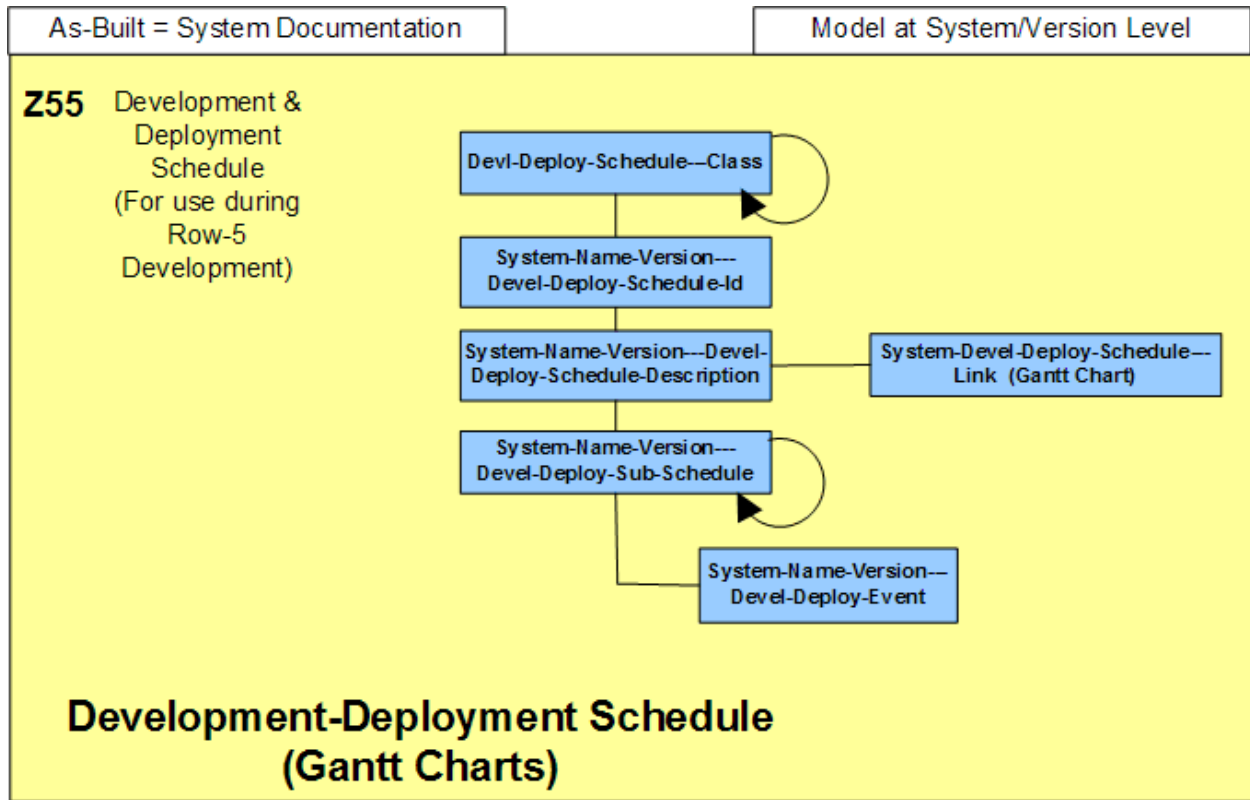 As-Built = System Documentation
Model at System/Version Level
Z55
Development &
Deployment
Schedule
(For use during
Row-5
Development)
Devl-Deploy-Schedule---Class
System-Name-Version---
Devel-Deploy-Schedule-Id
System-Name-Version---Devel-
Deploy-Schedule-Description
System-Devel-Deploy-Schedule---
Link (Gantt Chart)
System-Name-Version---
Devel-Deploy-Sub-Schedule
System-Name-Version---
Devel-Deploy-Event
Development-Deployment Schedule
(Gantt Charts)